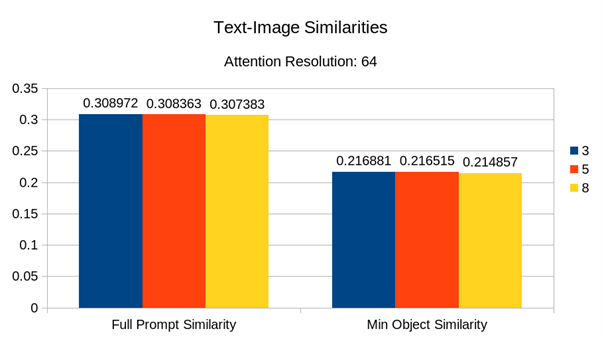 Text-Image Similarities
Attention Resolution: 64
0.35
0.3
0.25
0.2
0.15
0.1
0.05
0
0.308972 0.308363 0.307383
0.216881 0.216515 0.214857
Full Prompt Similarity
Min Object Similarity
3
5
8